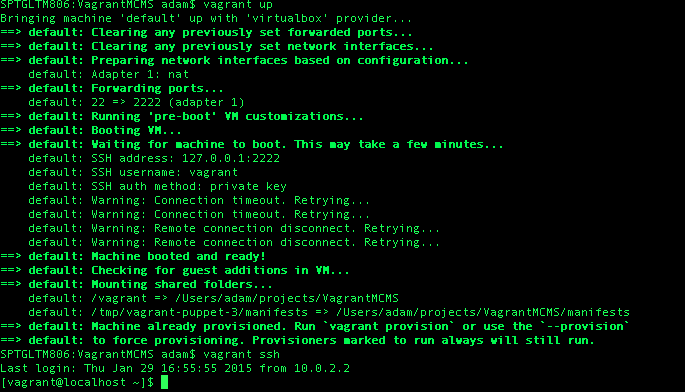 SPTGLTM806:VagrantMCMS adam$ vagrant up
Bringing machine 'default' up with 'virtualbox' provider...
==> default: Clearing any previously set forwarded ports...
==> default: Clearing any previously set network interfaces...
==> default: Preparing network interfaces based on configuration...
    default: Adapter 1: nat
==> default: Forwarding ports...
    default: 22 => 2222 (adapter 1)
==> default: Running 'pre-boot' VM customizations...
==> default: Booting VM...
==> default: Waiting for machine to boot. This may take a few minutes...
    default: SSH address: 127.0.0.1:2222
    default: SSH username: vagrant
    default: SSH auth method: private key
    default: Warning: Connection timeout. Retrying...
    default: Warning: Connection timeout. Retrying...
    default: Warning: Remote connection disconnect. Retrying...
    default: Warning: Remote connection disconnect. Retrying...
==> default: Machine booted and ready!
==> default: Checking for guest additions in VM...
==> default: Mounting shared folders...
    default: /vagrant => /Users/adam/projects/VagrantMCMS
    default: /tmp/vagrant-puppet-3/manifests => /Users/adam/projects/VagrantMCMS/manifests
==> default: Machine already provisioned. Run `vagrant provision` or use the `--provision`
==> default: to force provisioning. Provisioners marked to run always will still run.
SPTGLTM806:VagrantMCMS adam$ vagrant ssh
Last login: Thu Jan 29 16:55:55 2015 from 10.0.2.2
[vagrant@localhost ~]$